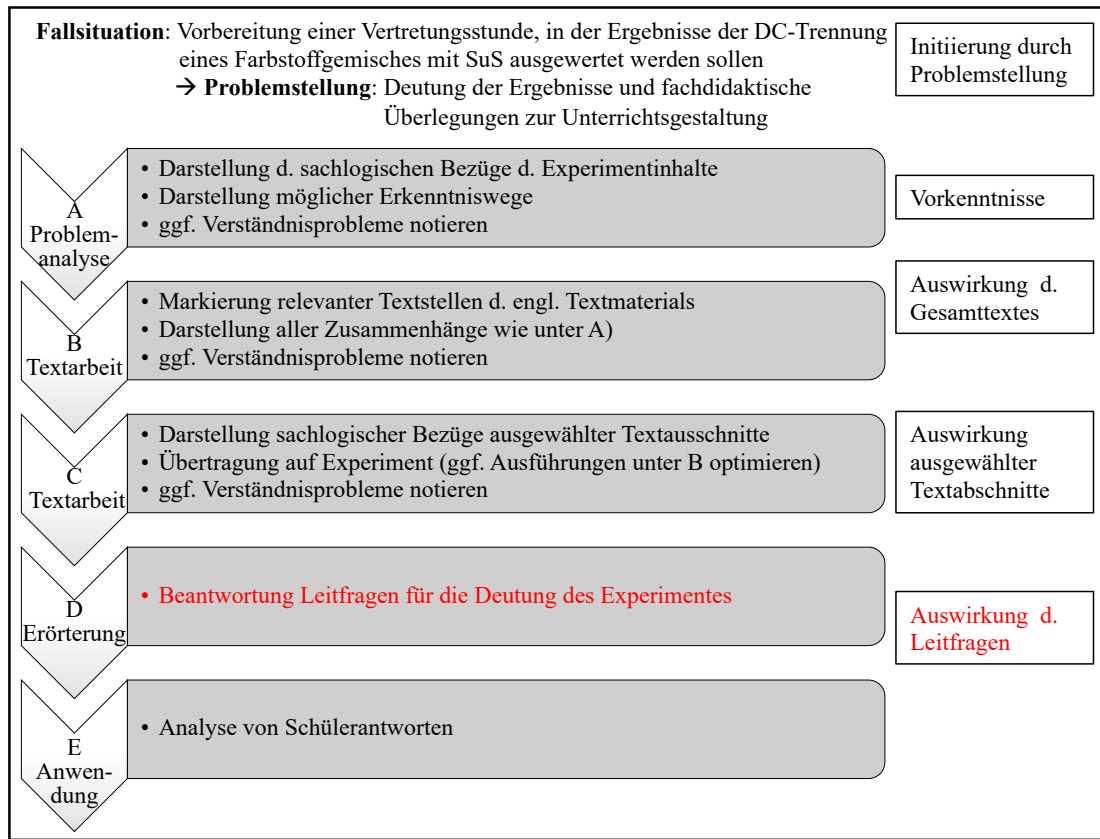 Fallsituation: Vorbereitung einer Vertretungsstunde, in der Ergebnisse der DC-Trennung
eines Farbstoffgemisches mit SuS ausgewertet werden sollen
→ Problemstellung: Deutung der Ergebnisse und fachdidaktische
Überlegungen zur Unterrichtsgestaltung
Initiierung durch
Problemstellung
A
Problem-
analyse
• Darstellung d. sachlogischen Bezüge d. Experimentinhalte
• Darstellung möglicher Erkenntniswege
• ggf. Verständnisprobleme notieren
Vorkenntnisse
B
Textarbeit
• Markierung relevanter Textstellen d. engl. Textmaterials
• Darstellung aller Zusammenhänge wie unter A)
• ggf. Verständnisprobleme notieren
Auswirkung d.
Gesamttextes
C
Textarbeit
• Darstellung sachlogischer Bezüge ausgewählter Textausschnitte
• Übertragung auf Experiment (ggf. Ausführungen unter B optimieren)
• ggf. Verständnisprobleme notieren
Auswirkung
ausgewählter
Textabschnitte
D
Erörterung
• Beantwortung Leitfragen für die Deutung des Experimentes
Auswirkung d.
Leitfragen
E
Anwen-
dung
• Analyse von Schülerantworten